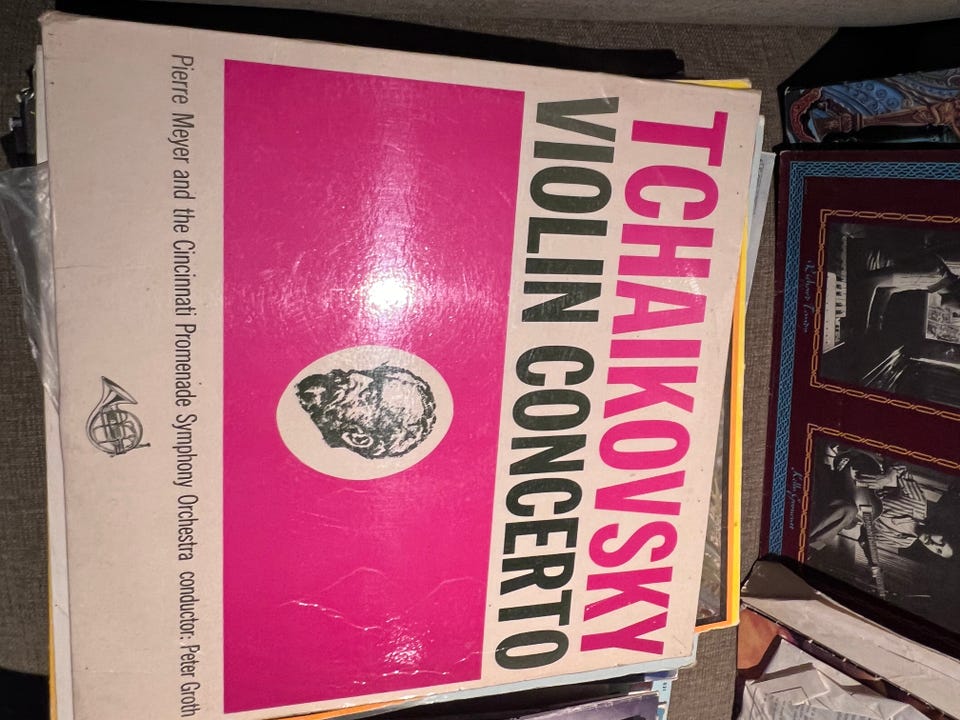 TCHAIKOVSKY
VIOLIN CONCERTO
Pierre Meyer and the Cincinnati Promenade Symphony Orchestra conductor: Peter Groth